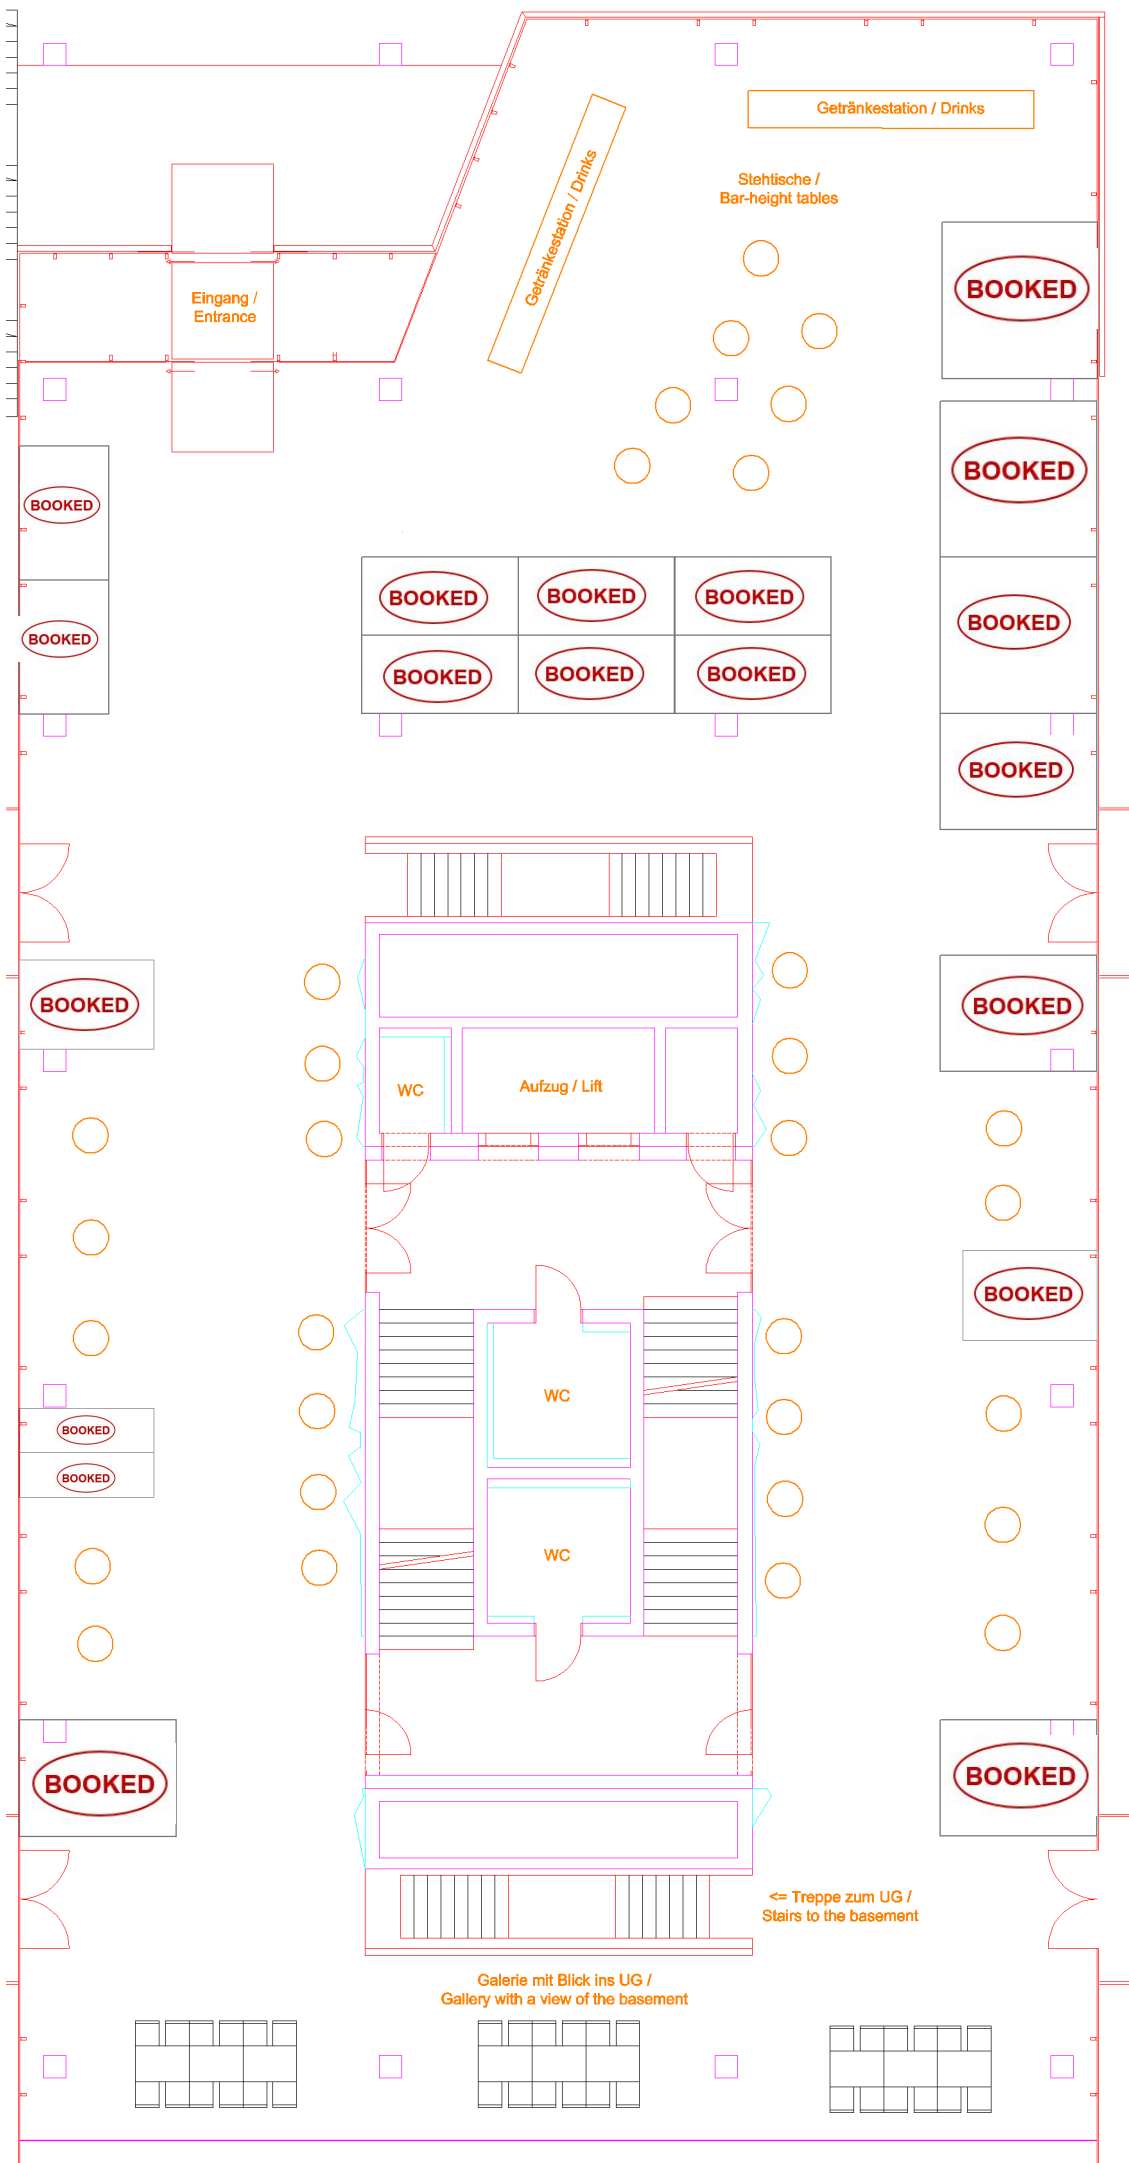 Getränkestation / Drinks
Getränkestation / Drinks
Stehtische /
Bar-height tables
Eingang /
Entrance
BOOKED
BOOKED
BOOKED
BOOKED
BOOKED
BOOKED
BOOKED
BOOKED
BOOKED
BOOKED
BOOKED
BOOKED
BOOKED
BOOKED
WC
Aufzug / Lift
BOOKED
WC
BOOKED
BOOKED
WC
BOOKED
BOOKED
<= Treppe zum UG /
Stairs to the basement
Galerie mit Blick ins UG /
Gallery with a view of the basement